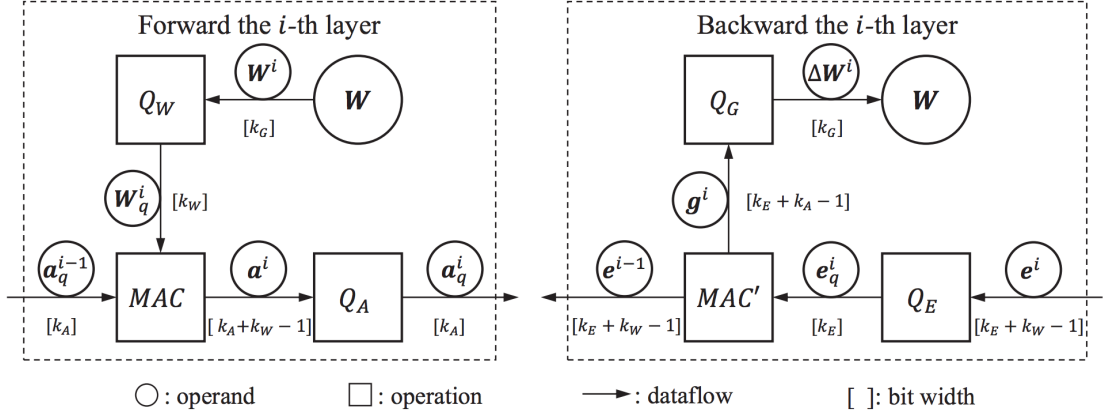 Forward the i-th layer
Q_W
W^i
W
[k_G]
W_q^i
[k_W]
a_q^{i-1}
MAC
a^i
Q_A
a_q^i
[k_A]
[k_A+k_W − 1]
[k_A]
Backward the i-th layer
Q_G
ΔW^i
W
[k_G]
g^i
[k_E + k_A − 1]
e^{i-1}
MAC′
e_q^i
Q_E
e^i
[k_E + k_W − 1]
[k_E]
[k_E + k_W − 1]
: operand
: operation
: dataflow
[ ]: bit width